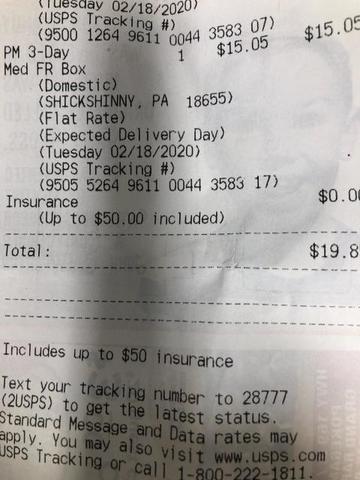 (Tuesday 02/18/2020)
(USPS Tracking #)
(9500 1264 9611 0044 3583 07)
$15.05
PM 3-Day 1 $15.05
Med FR Box
(Domestic)
(SHICKSHINNY, PA 18655)
(Flat Rate)
(Expected Delivery Day)
(Tuesday 02/18/2020)
(USPS Tracking #)
(9505 5264 9611 0044 3583 17)
Insurance $0.0
(Up to $50.00 included)
Total: $19.8
Includes up to $50 insurance
Text your tracking number to 28777
(2USPS) to get the latest status.
Standard Message and Data rates may
apply. You may also visit www.usps.com
USPS Tracking or call 1-800-222-1811.